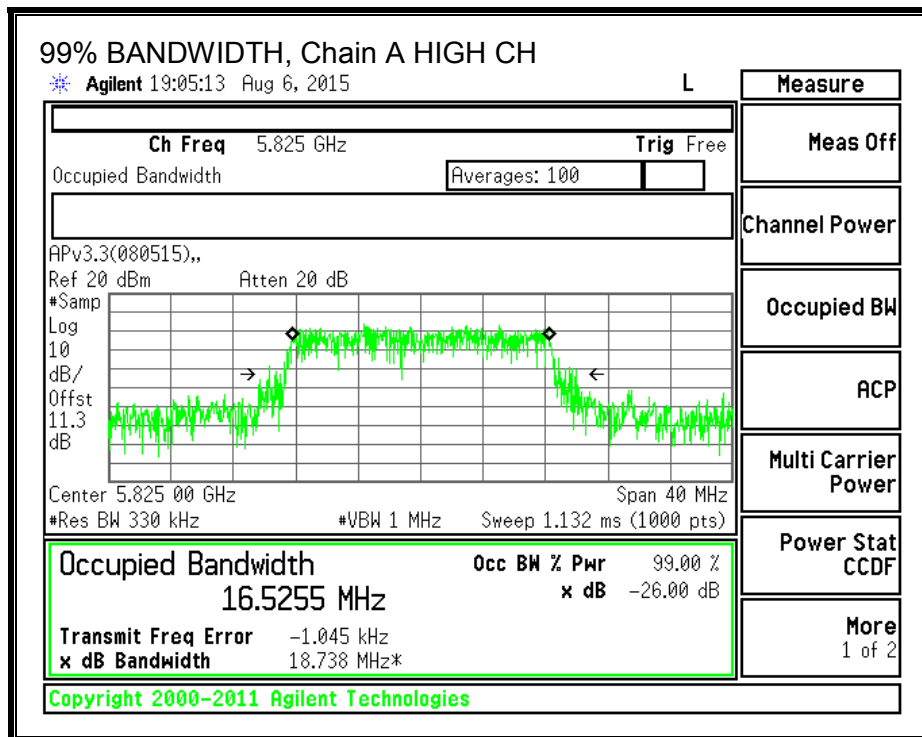 99% BANDWIDTH, Chain A HIGH CH
Agilent 19:05:13 Aug 6, 2015 L
Measure
Ch Freq 5.825 GHz Trig Free
Meas Off
Occupied Bandwidth Averages: 100
Channel Power
APv3.3(080515),,
Ref 20 dBm Atten 20 dB
#Samp
Log
10
dB/
Offst
11.3
dB
Occupied BW
ACP
Multi Carrier
Power
Center 5.825 00 GHz Span 40 MHz
#Res BW 330 kHz #VBW 1 MHz Sweep 1.132 ms (1000 pts)
Power Stat
CCDF
Occupied Bandwidth Occ BW % Pwr 99.00 %
16.5255 MHz x dB -26.00 dB
Transmit Freq Error -1.045 kHz
x dB Bandwidth 18.738 MHz*
More
1 of 2
Copyright 2000-2011 Agilent Technologies